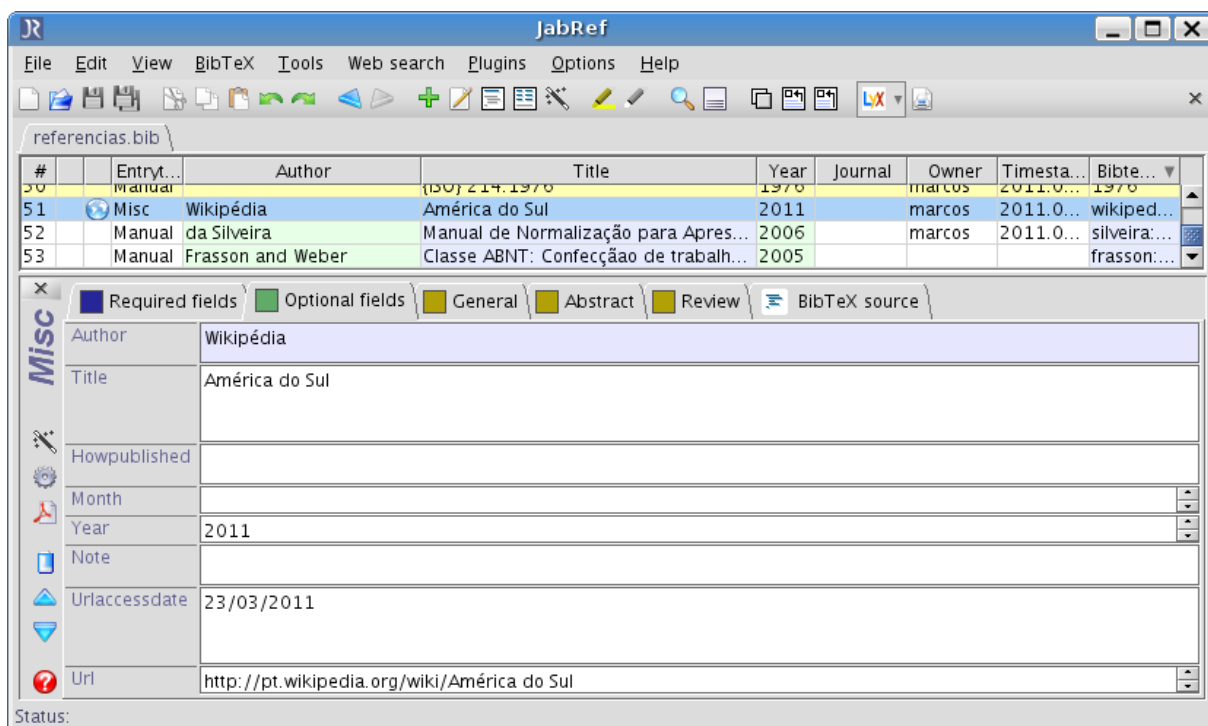 JabRef
File Edit View BibTeX Tools Web search Plugins Options Help
LyX
referencias.bib
# Entryt... Author Title Year Journal Owner Timesta... Bibte...
50 Manual {ISO} 214:1976 1976 marcos 2011.0... 1976
51 Misc Wikipédia América do Sul 2011 marcos 2011.0... wikiped...
52 Manual da Silveira Manual de Normalização para Apres... 2006 marcos 2011.0... silveira:...
53 Manual Frasson and Weber Classe ABNT: Confecçãao de trabalh... 2005 frasson:...
Required fields Optional fields General Abstract Review BibTeX source
Misc
Author Wikipédia
Title América do Sul
Howpublished
Month
Year 2011
Note
Urlaccessdate 23/03/2011
Url http://pt.wikipedia.org/wiki/América do Sul
Status: